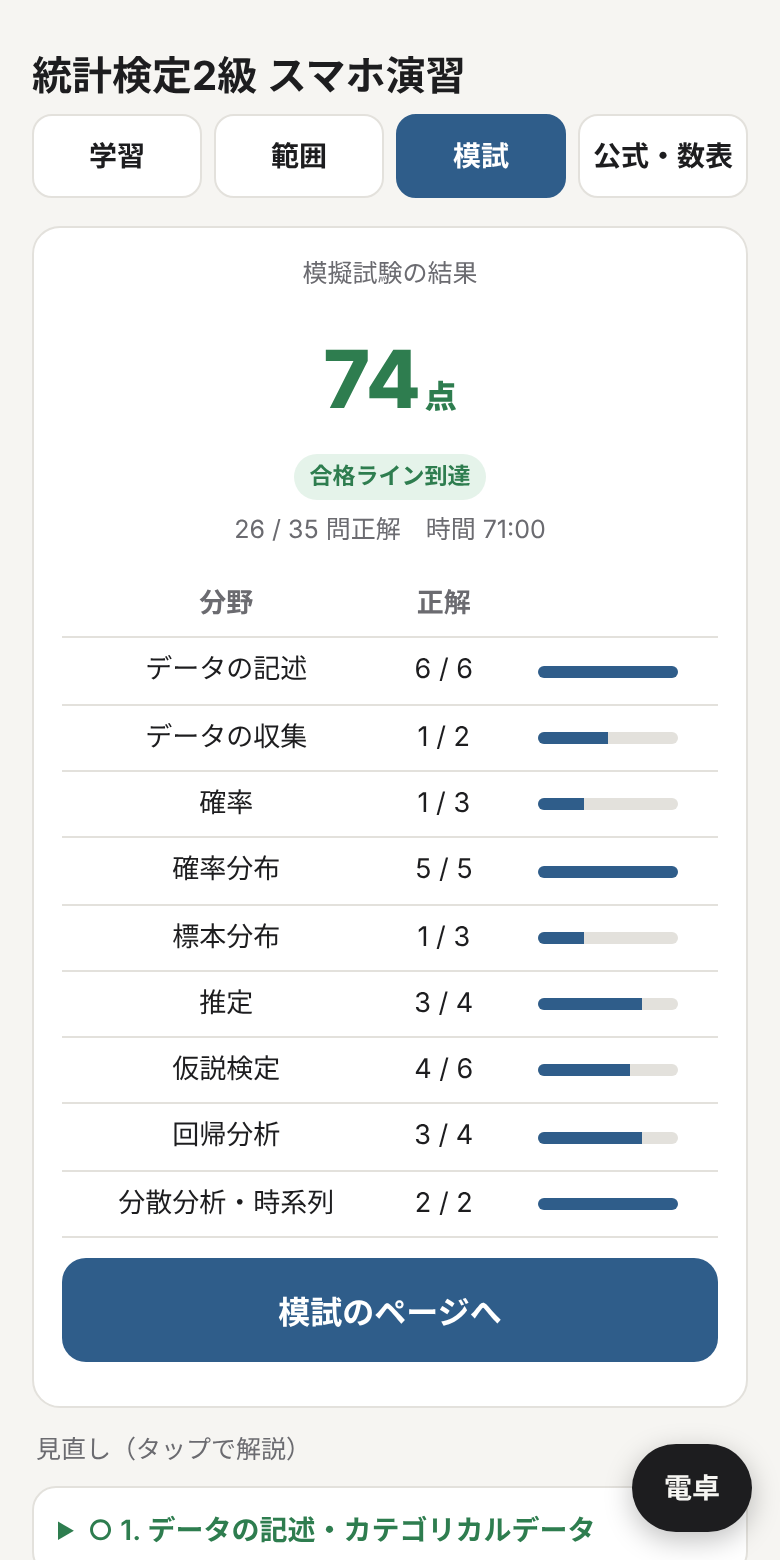 統計検定2級 スマホ演習
学習 範囲 模試 公式・数表
模擬試験の結果
74点
合格ライン到達
26 / 35 問正解　時間 71:00
分野 正解
データの記述 6 / 6
データの収集 1 / 2
確率 1 / 3
確率分布 5 / 5
標本分布 1 / 3
推定 3 / 4
仮説検定 4 / 6
回帰分析 3 / 4
分散分析・時系列 2 / 2
模試のページへ
見直し（タップで解説）
電卓
▶ ○ 1. データの記述・カテゴリカルデータ